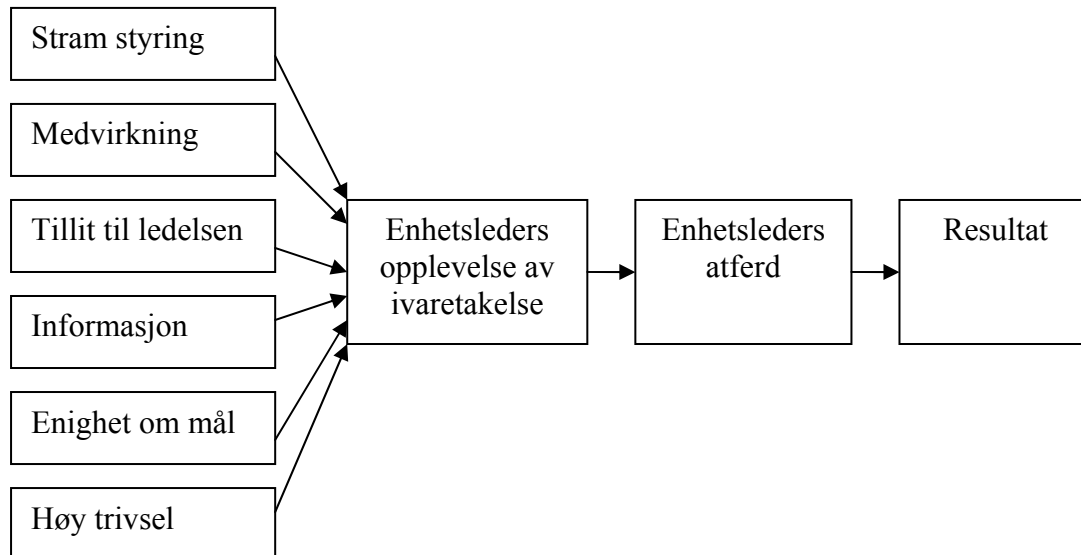 Stram styring
Medvirkning
Tillit til ledelsen
Informasjon
Enighet om mål
Høy trivsel
Enhetsleders
opplevelse av
ivaretakelse
Enhetsleders
atferd
Resultat